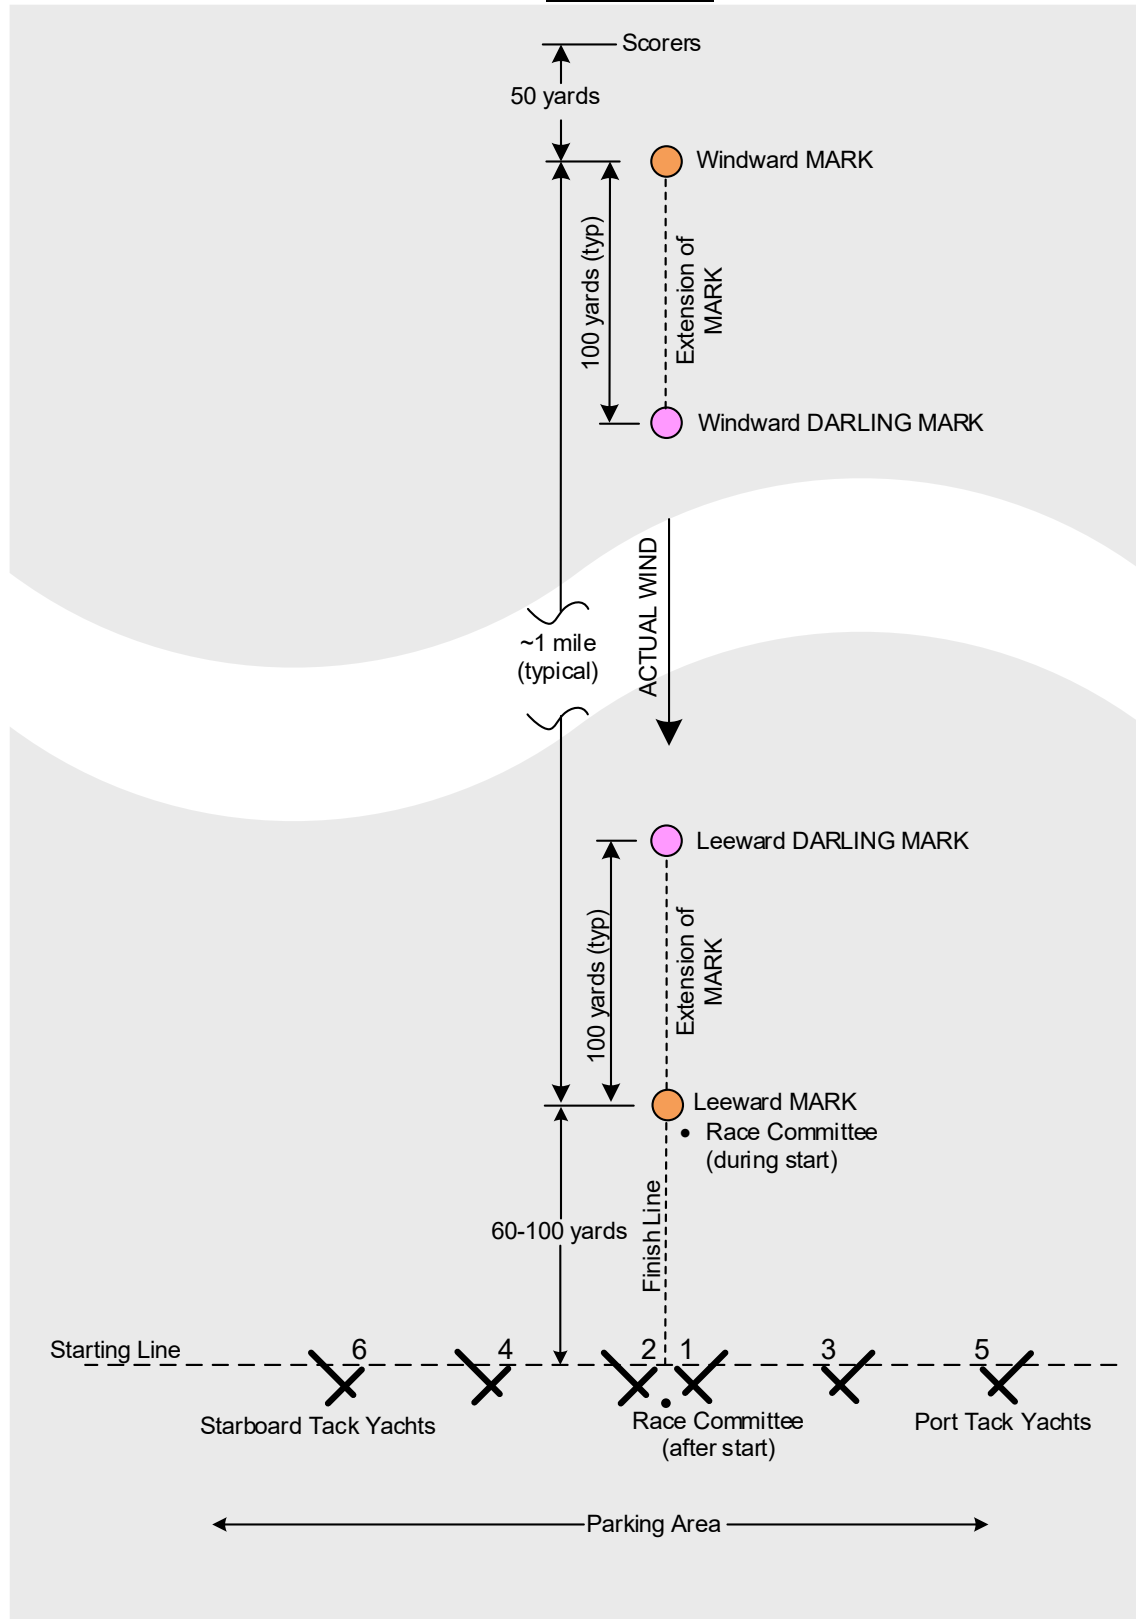 Scorers
50 yards
Windward MARK
100 yards (typ)
Extension of
MARK
Windward DARLING MARK
ACTUAL WIND
~1 mile
(typical)
Leeward DARLING MARK
100 yards (typ)
Extension of
MARK
Leeward MARK
• Race Committee
(during start)
60-100 yards
Finish Line
Starting Line
6 4 2 1 3 5
Starboard Tack Yachts
Race Committee
(after start)
Port Tack Yachts
Parking Area